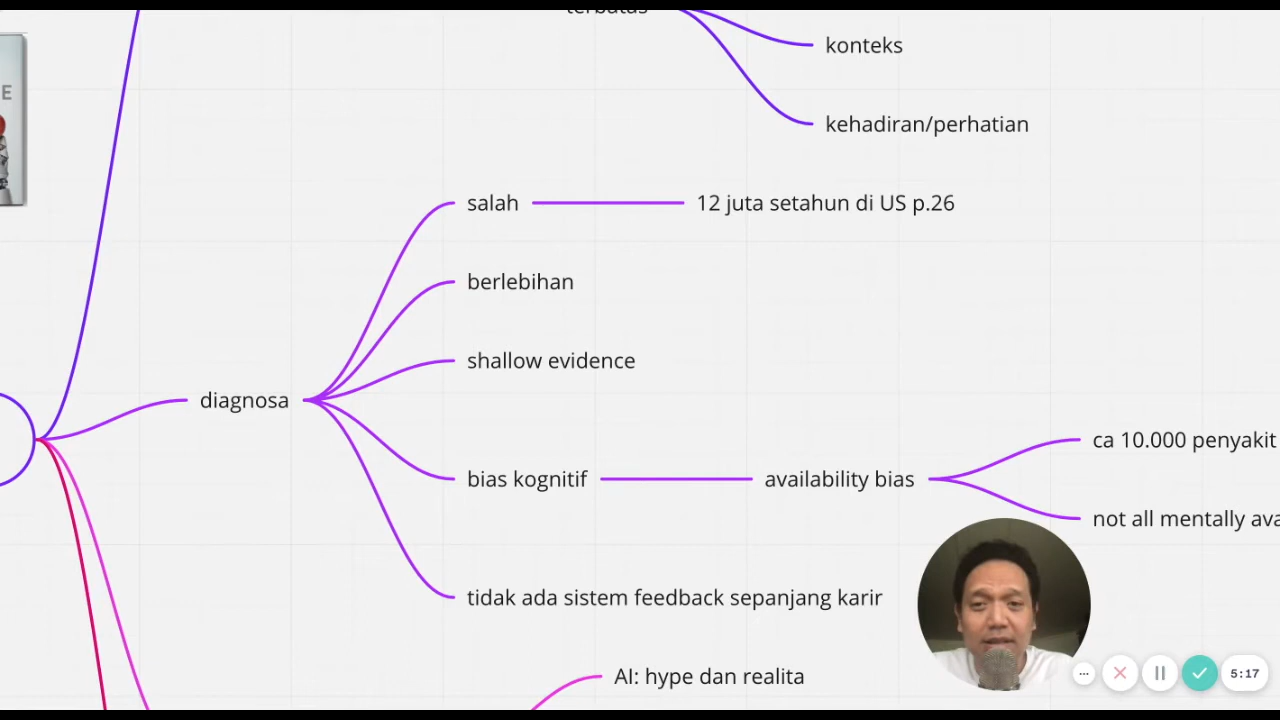 terbatas
konteks
E
kehadiran/perhatian
salah
12 juta setahun di US p.26
berlebihan
shallow evidence
diagnosa
ca 10.000 penyakit
bias kognitif
availability bias
not all mentally ava
tidak ada sistem feedback sepanjang karir
AI: hype dan realita
5:17